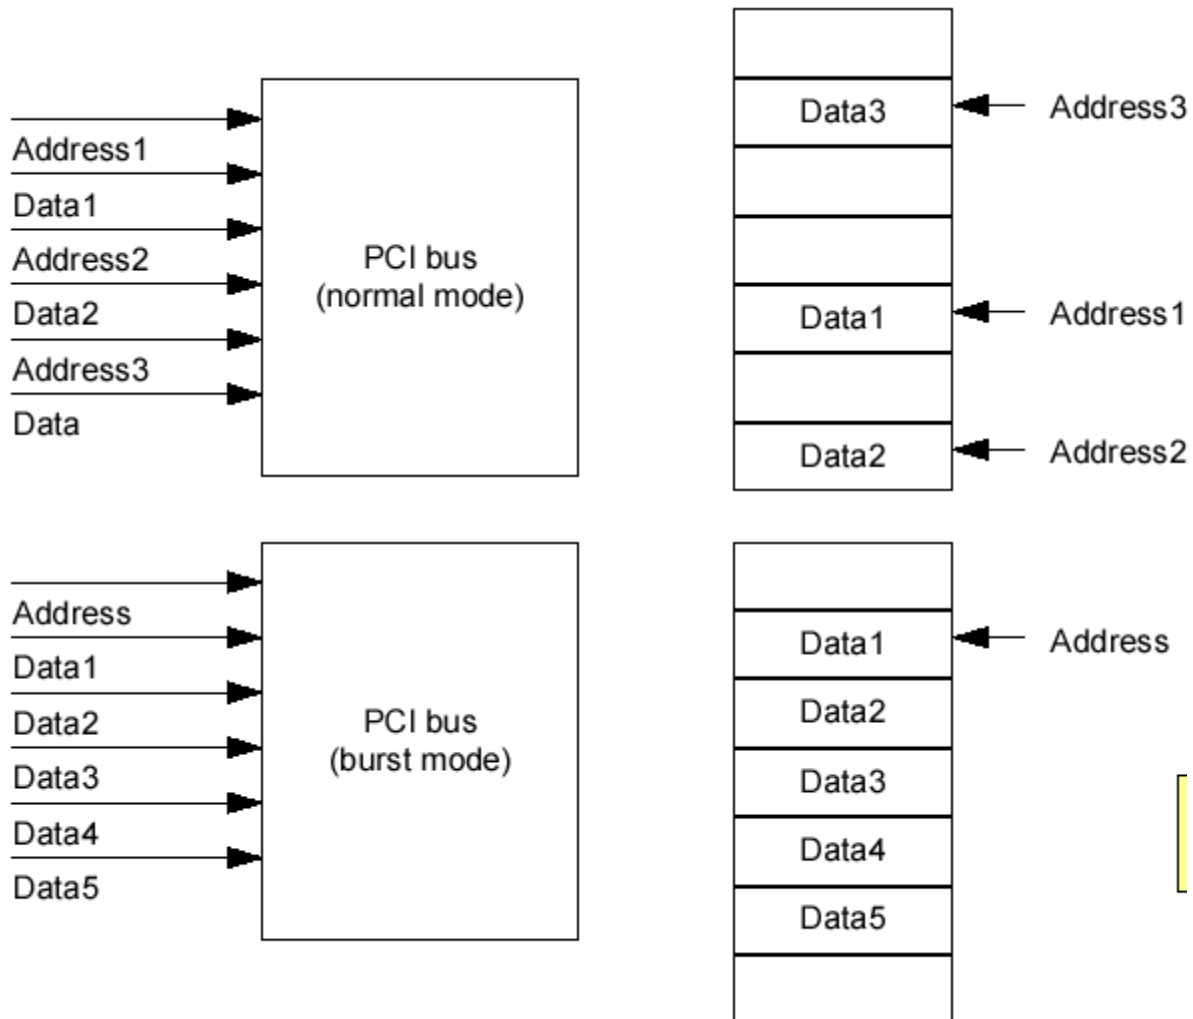 Address1
Data1
Address2
Data2
Address3
Data
PCI bus
(normal mode)
Data3
Address3
Data1
Address1
Data2
Address2
Address
Data1
Data2
Data3
Data4
Data5
PCI bus
(burst mode)
Data1
Address
Data2
Data3
Data4
Data5